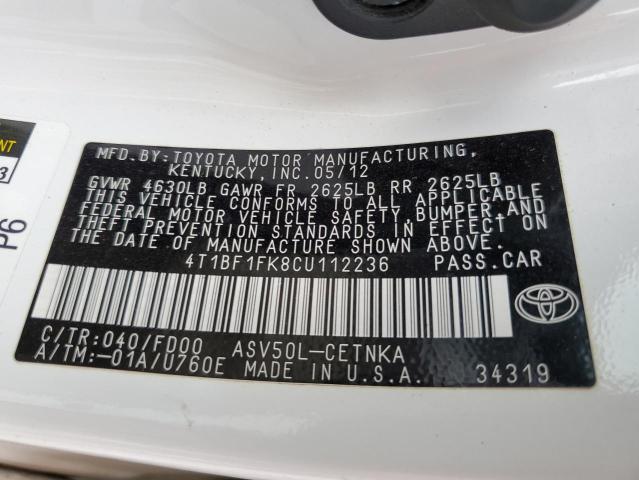 MFD. BY: TOYOTA MOTOR MANUFACTURING,
KENTUCKY, INC. 05/12
GVWR 4630LB GAWR FR 2625LB RR 2625LB
THIS VEHICLE CONFORMS TO ALL APPLICABLE
FEDERAL MOTOR VEHICLE SAFETY, BUMPER, AND
THEFT PREVENTION STANDARDS IN EFFECT ON
THE DATE OF MANUFACTURE SHOWN ABOVE.
4T1BF1FK8CU112236 PASS.CAR
C/TR:040/FD00 ASV50L-CETNKA
A/TM:-01A/U760E MADE IN U.S.A. 34319
P6